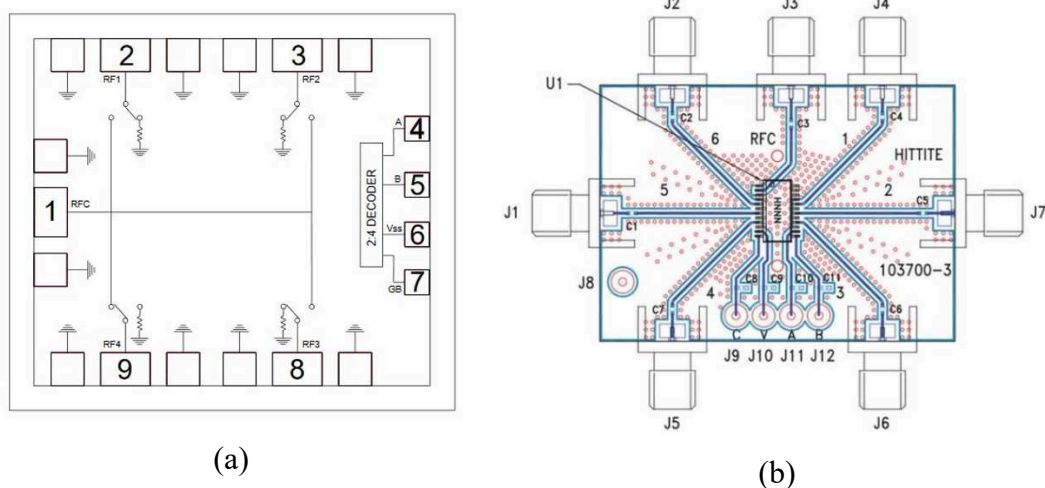 2
3
RF1
RF2
A
4
B
5
1
RFC
2:4 DECODER
Vss
6
GB
7
RF4
RF3
9
8
(a)
J2
J3
J4
U1
C2
C3
C4
6
RFC
1
HITTITE
5
2
J1
C1
C5
J7
NNNH
103700-3
J8
C8
C9
C10
C11
4
3
C7
C6
C
V
A
B
J9
J10
J11
J12
J5
J6
(b)